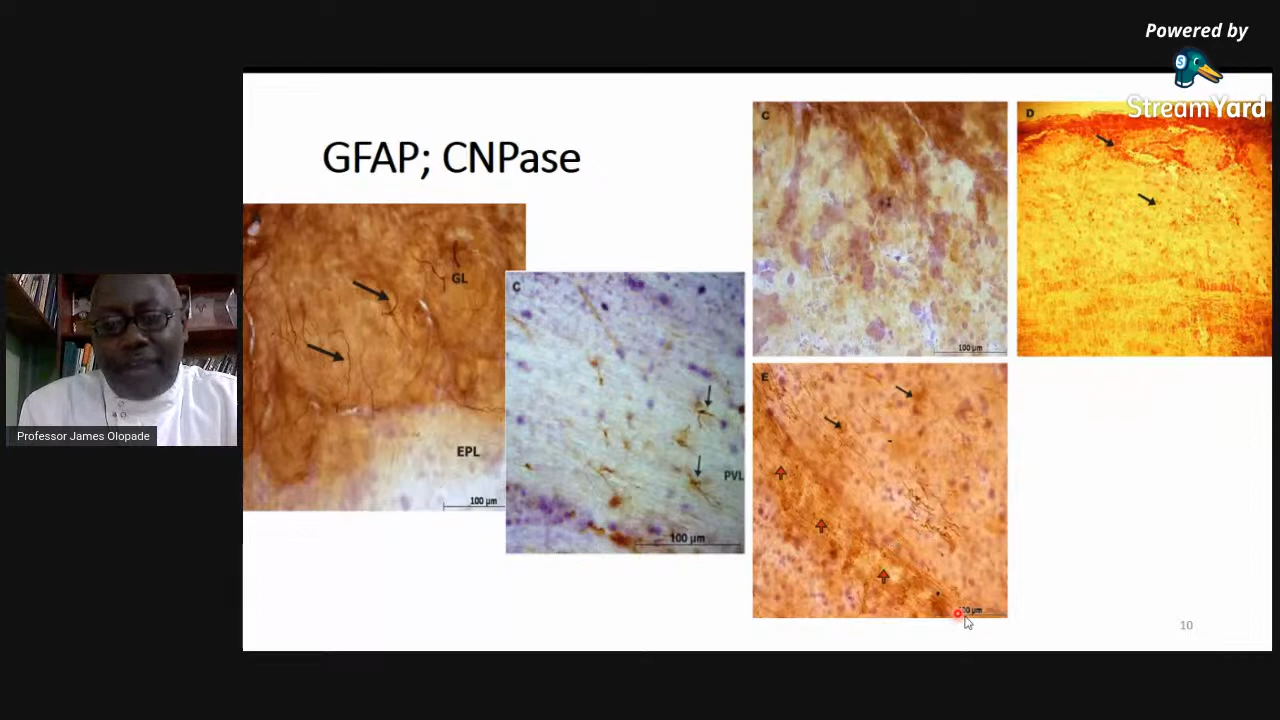 Powered by
StreamYard
GFAP; CNPase
GL
EPL
100 µm
C
PVL
100 µm
C
100 µm
D
E
Professor James Olopade
10